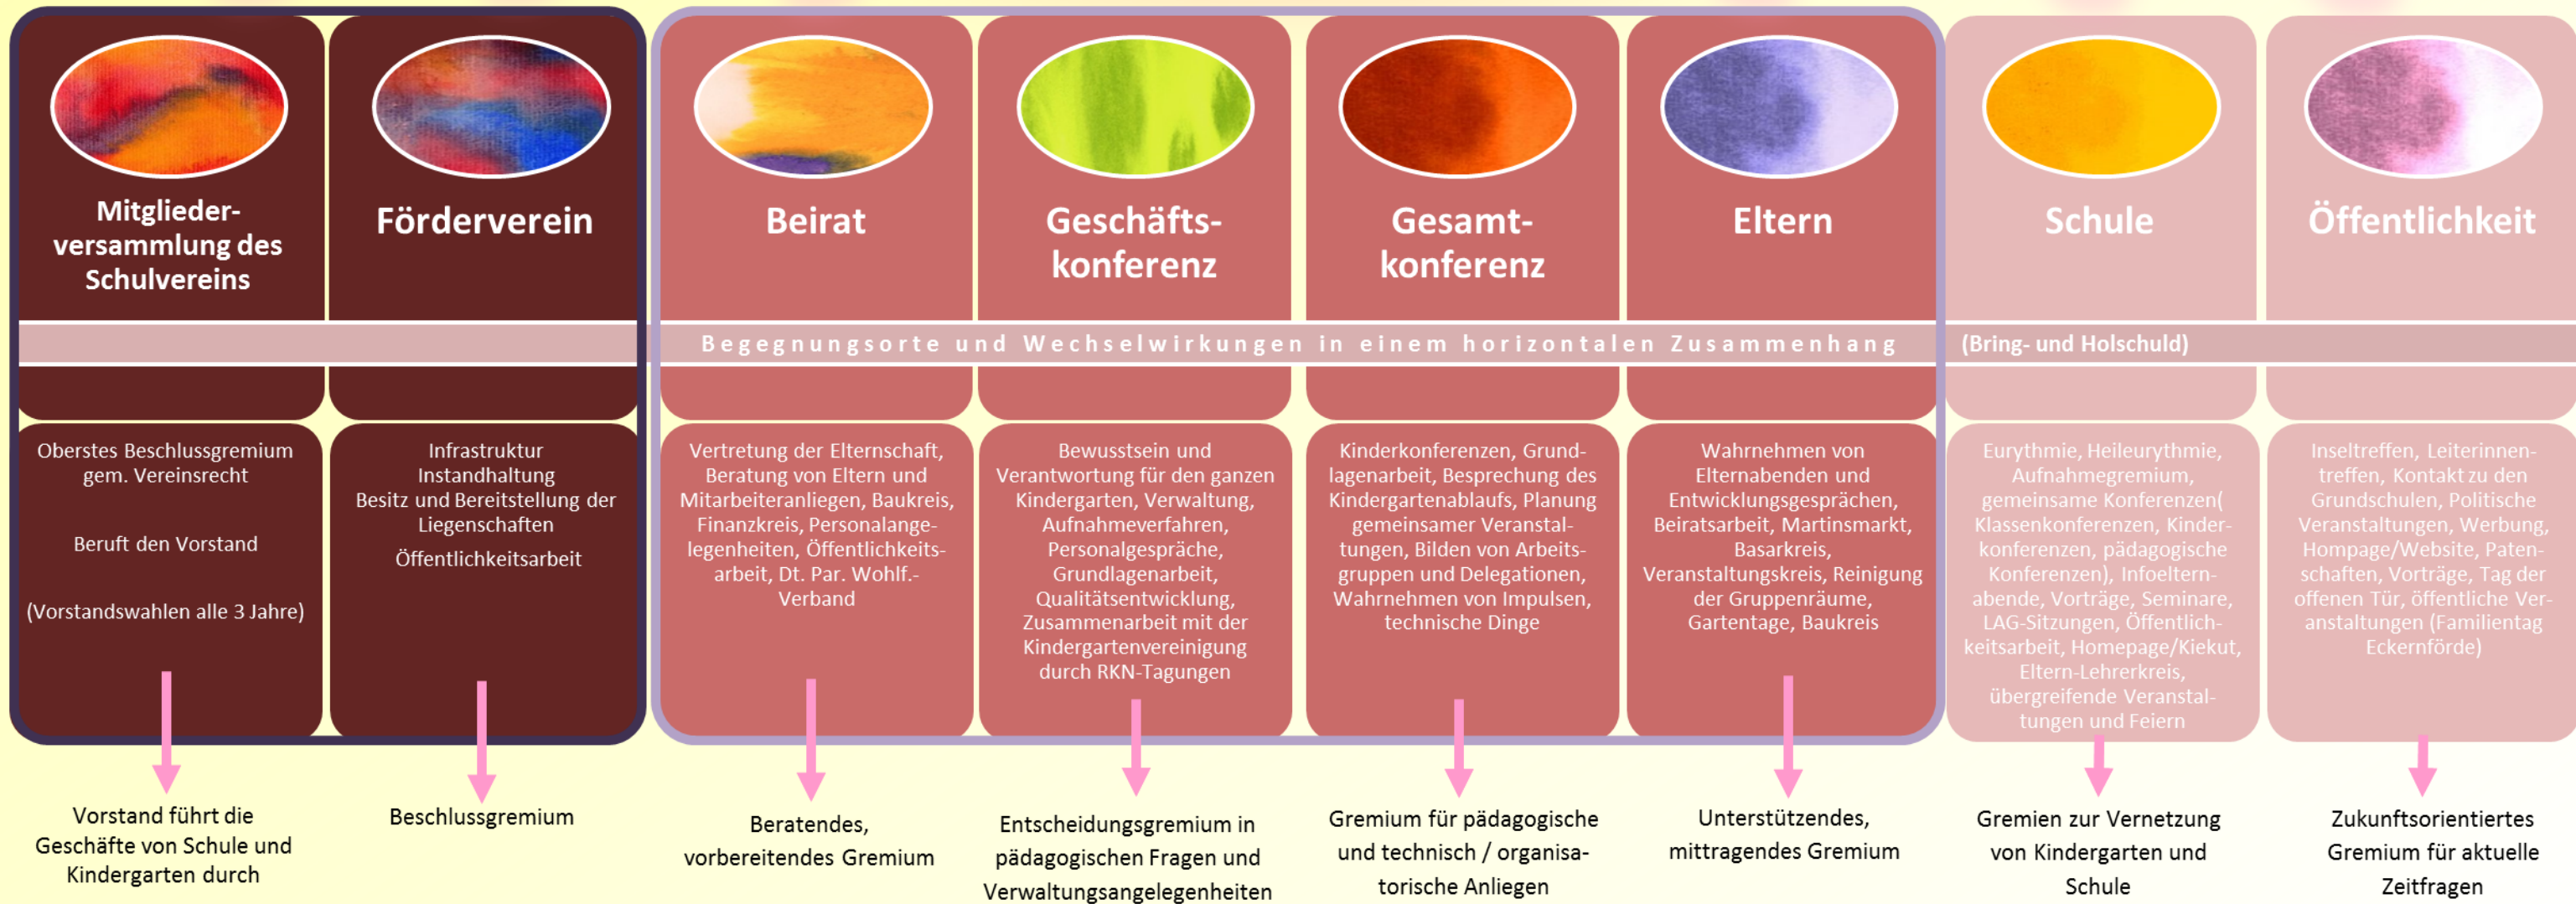 Mitglieder-
versammlung des
Schulvereins
Förderverein
Beirat
Geschäfts-
konferenz
Gesamt-
konferenz
Eltern
Schule
Öffentlichkeit
Begegnungsorte und Wechselwirkungen in einem horizontalen Zusammenhang
(Bring- und Holschuld)
Oberstes Beschlussgremium
gem. Vereinsrecht
Beruft den Vorstand
(Vorstandswahlen alle 3 Jahre)
Infrastruktur
Instandhaltung
Besitz und Bereitstellung der
Liegenschaften
Öffentlichkeitsarbeit
Vertretung der Elternschaft,
Beratung von Eltern und
Mitarbeiteranliegen, Baukreis,
Finanzkreis, Personalange-
legenheiten, Öffentlichkeits-
arbeit, Dt. Par. Wohlf.-
Verband
Bewusstsein und
Verantwortung für den ganzen
Kindergarten, Verwaltung,
Aufnahmeverfahren,
Personalgespräche,
Grundlagenarbeit,
Qualitätsentwicklung,
Zusammenarbeit mit der
Kindergartenvereinigung
durch RKN-Tagungen
Kinderkonferenzen, Grund-
lagenarbeit, Besprechung des
Kindergartenablaufs, Planung
gemeinsamer Veranstal-
tungen, Bilden von Arbeits-
gruppen und Delegationen,
Wahrnehmen von Impulsen,
technische Dinge
Wahrnehmen von
Elternabenden und
Entwicklungsgesprächen,
Beiratsarbeit, Martinsmarkt,
Basarkreis,
Veranstaltungskreis, Reinigung
der Gruppenräume,
Gartentage, Baukreis
Eurythmie, Heileurythmie,
Aufnahmegremium,
gemeinsame Konferenzen(
Klassenkonferenzen, Kinder-
konferenzen, pädagogische
Konferenzen), Infoeltern-
abende, Vorträge, Seminare,
LAG-Sitzungen, Öffentlich-
keitsarbeit, Homepage/Kiekut,
Eltern-Lehrerkreis,
übergreifende Veranstal-
tungen und Feiern
Inseltreffen, Leiterinnen-
treffen, Kontakt zu den
Grundschulen, Politische
Veranstaltungen, Werbung,
Hompage/Website, Paten-
schaften, Vorträge, Tag der
offenen Tür, öffentliche Ver-
anstaltungen (Familientag
Eckernförde)
Vorstand führt die
Geschäfte von Schule und
Kindergarten durch
Beschlussgremium
Beratendes,
vorbereitendes Gremium
Entscheidungsgremium in
pädagogischen Fragen und
Verwaltungsangelegenheiten
Gremium für pädagogische
und technisch / organisa-
torische Anliegen
Unterstützendes,
mittragendes Gremium
Gremien zur Vernetzung
von Kindergarten und
Schule
Zukunftsorientiertes
Gremium für aktuelle
Zeitfragen